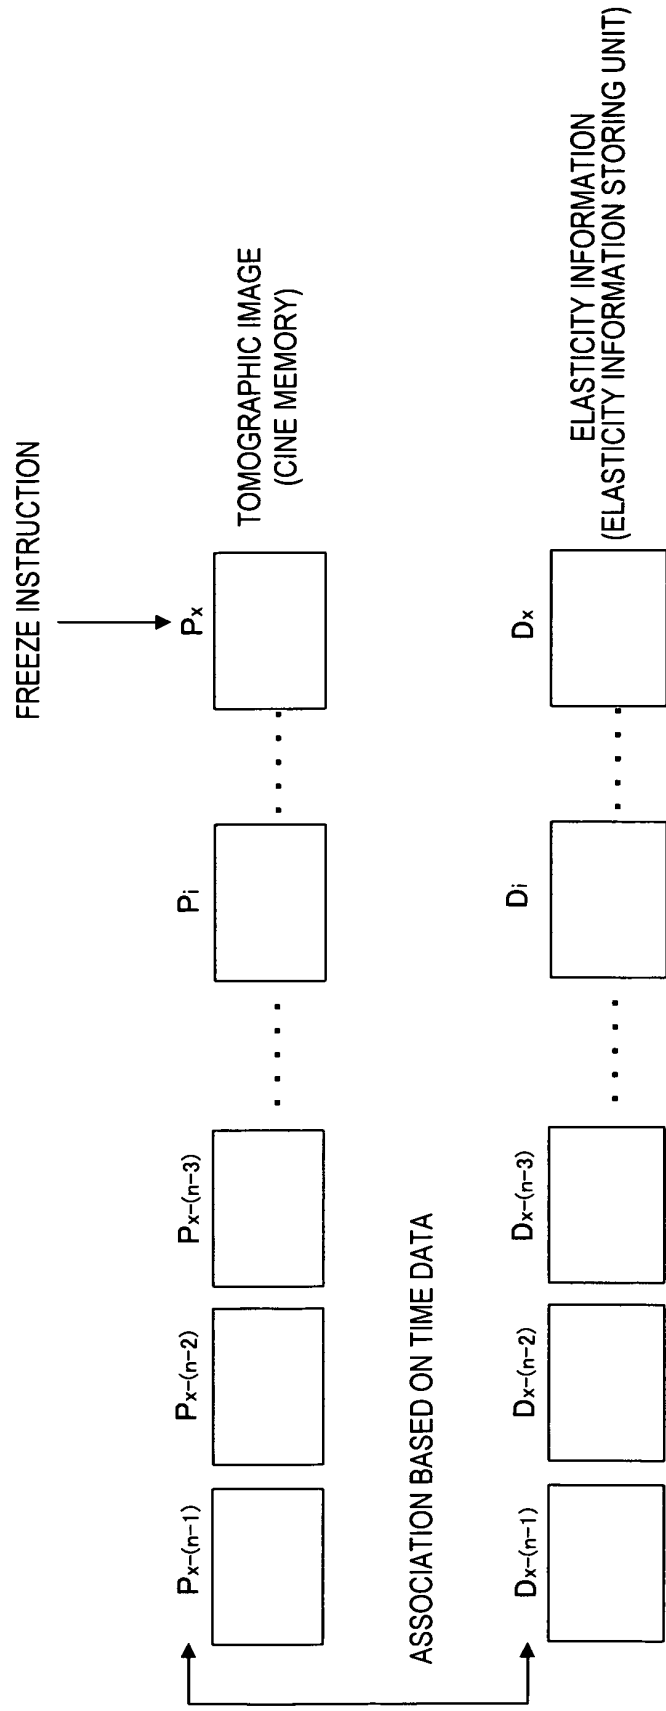 FREEZE INSTRUCTION
Px-(n-1) Px-(n-2) Px-(n-3) Pi Px
TOMOGRAPHIC IMAGE
(CINE MEMORY)
ASSOCIATION BASED ON TIME DATA
Dx-(n-1) Dx-(n-2) Dx-(n-3) Di Dx
ELASTICITY INFORMATION
(ELASTICITY INFORMATION STORING UNIT)